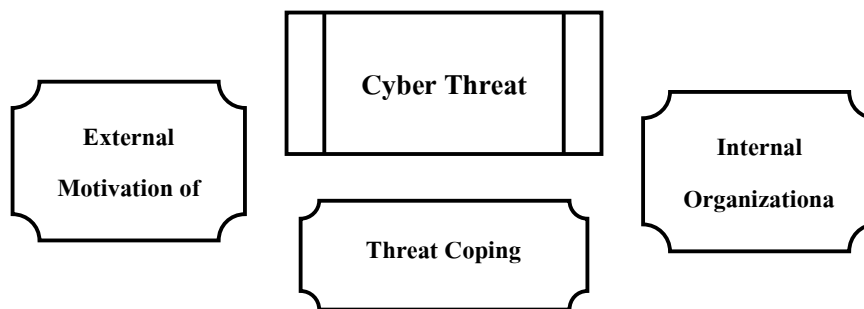 Cyber Threat
External
Motivation of
Internal
Organizationa
Threat Coping